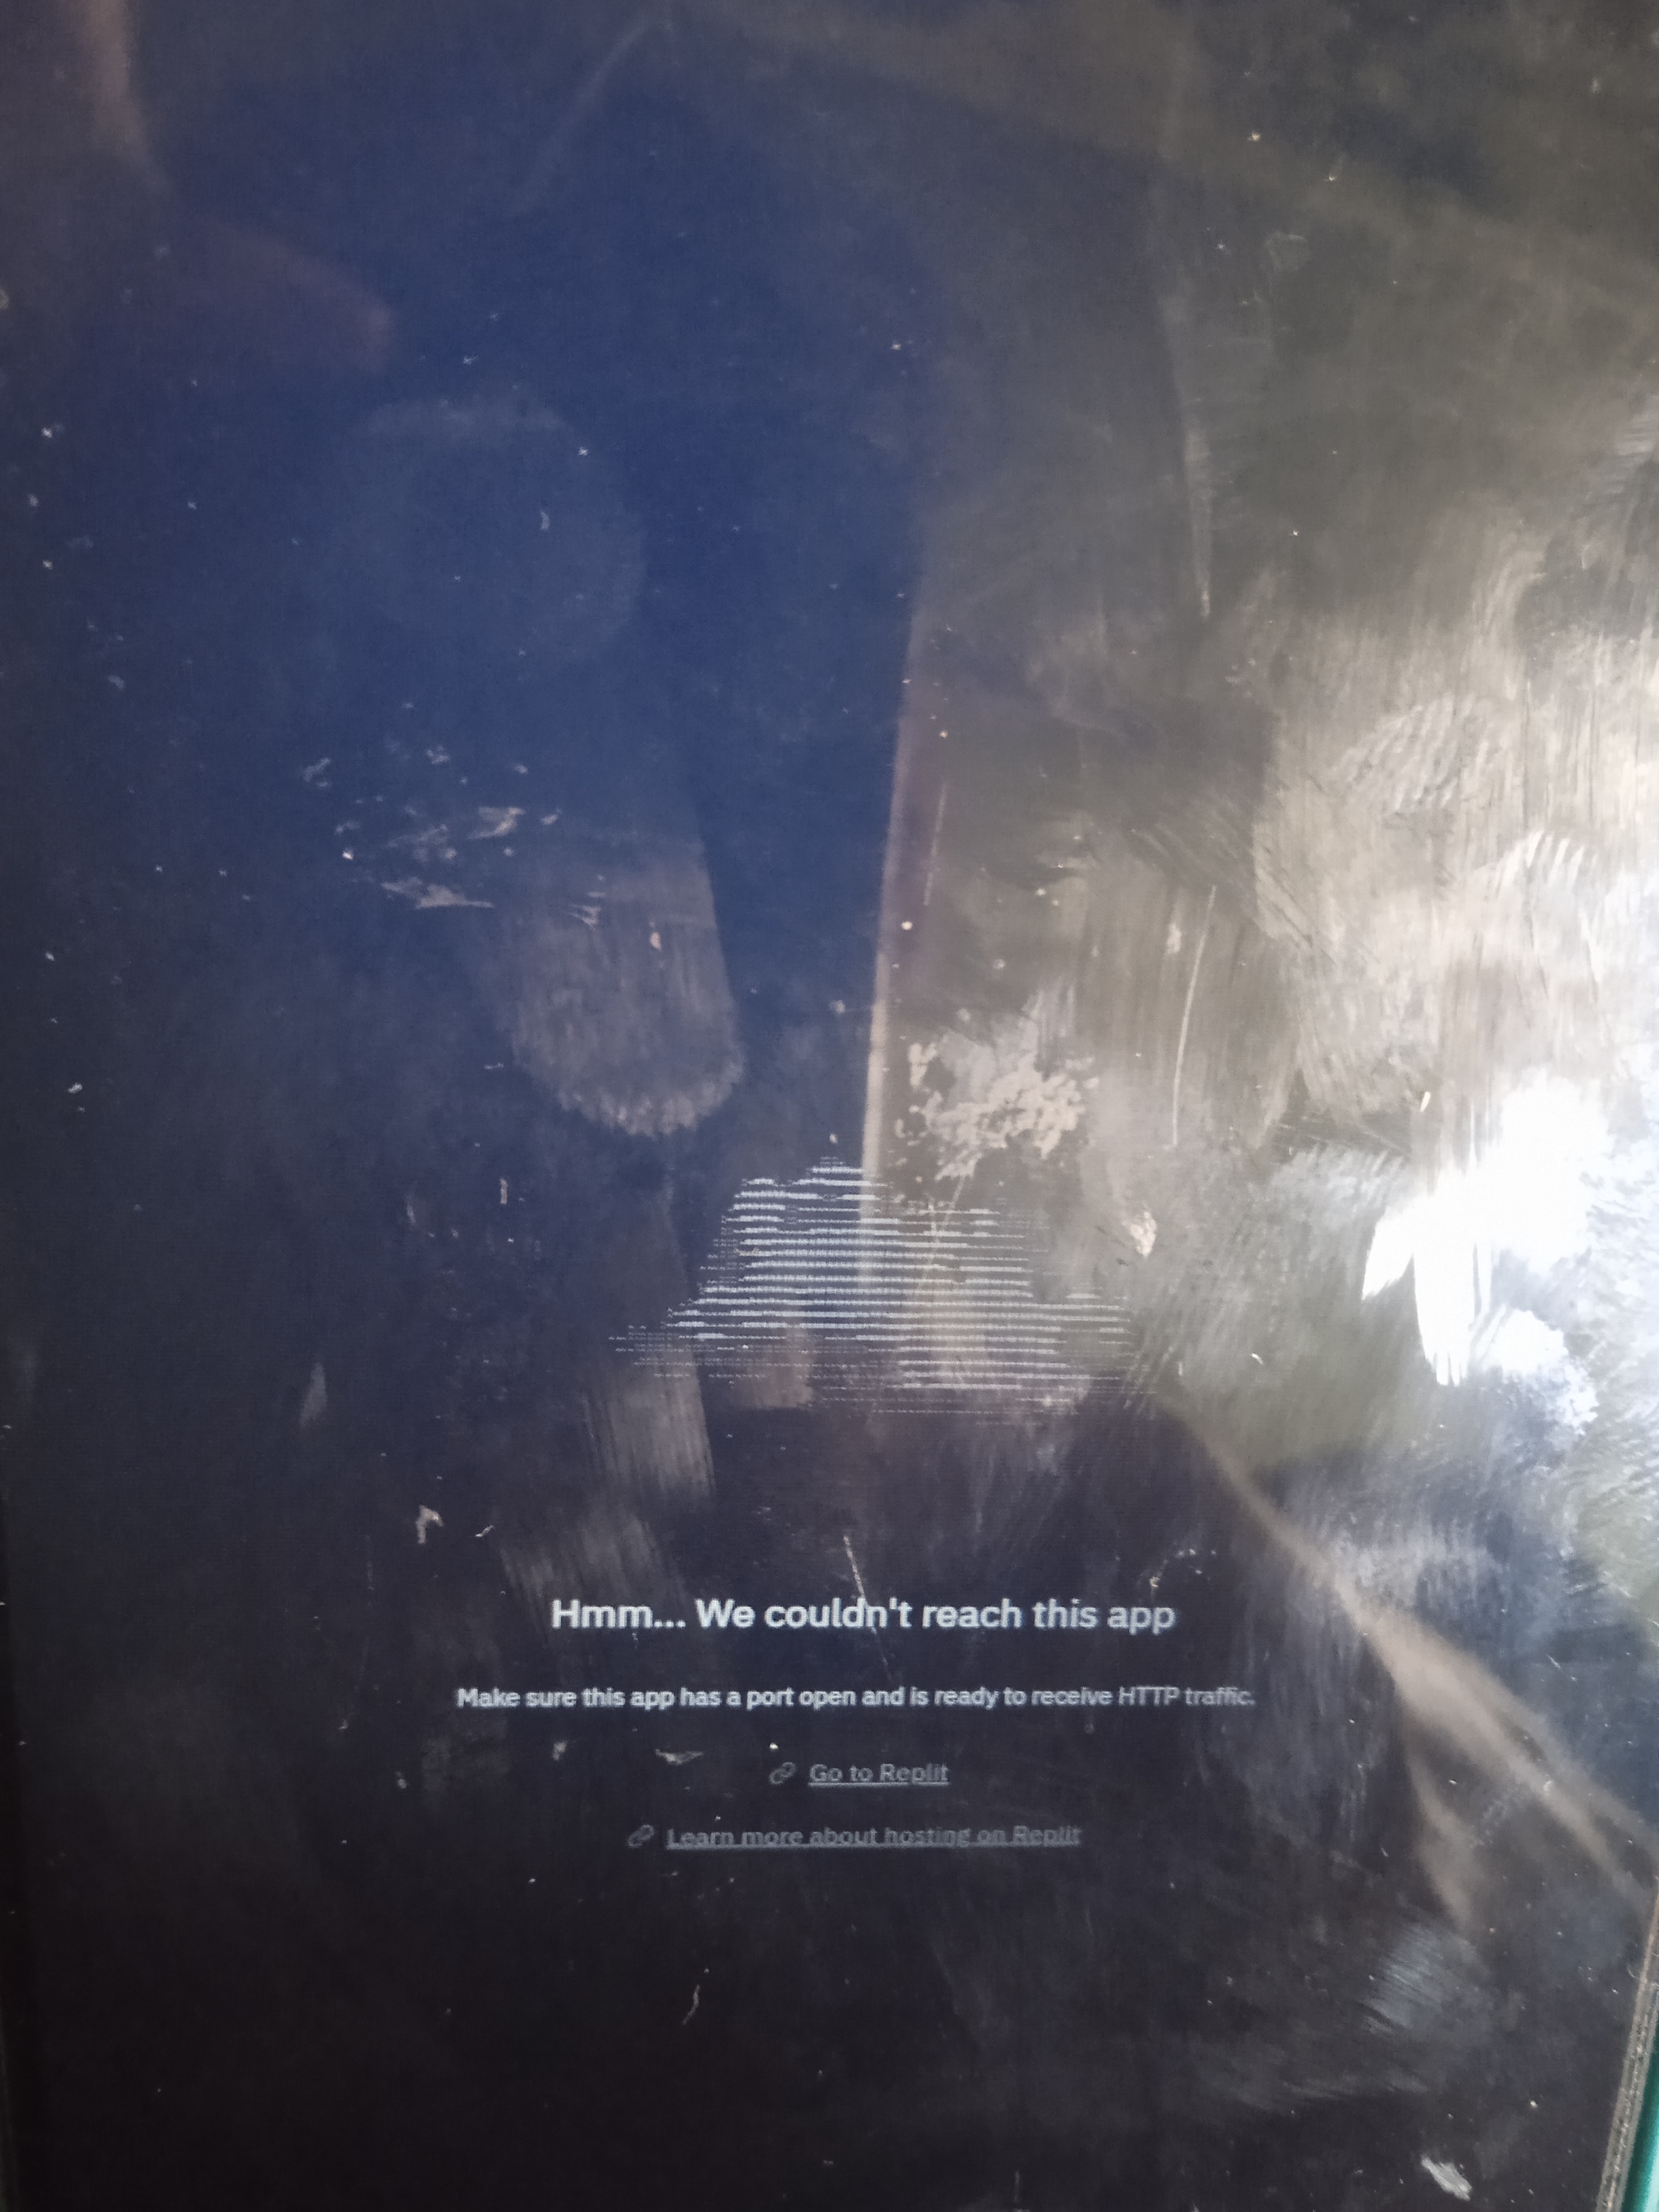 Hmm... We couldn't reach this app
Make sure this app has a port open and is ready to receive HTTP traffic.
Go to Replit
Learn more about hosting on Replit